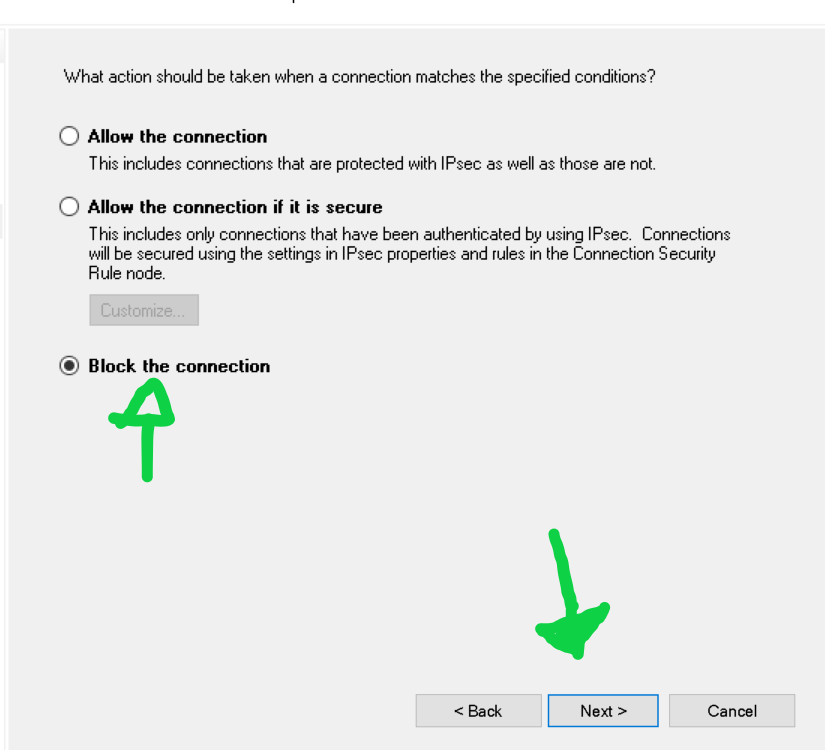 What action should be taken when a connection matches the specified conditions?
Allow the connection
This includes connections that are protected with IPsec as well as those are not.
Allow the connection if it is secure
This includes only connections that have been authenticated by using IPsec. Connections
will be secured using the settings in IPsec properties and rules in the Connection Security
Rule node.
Customize...
Block the connection
< Back Next > Cancel